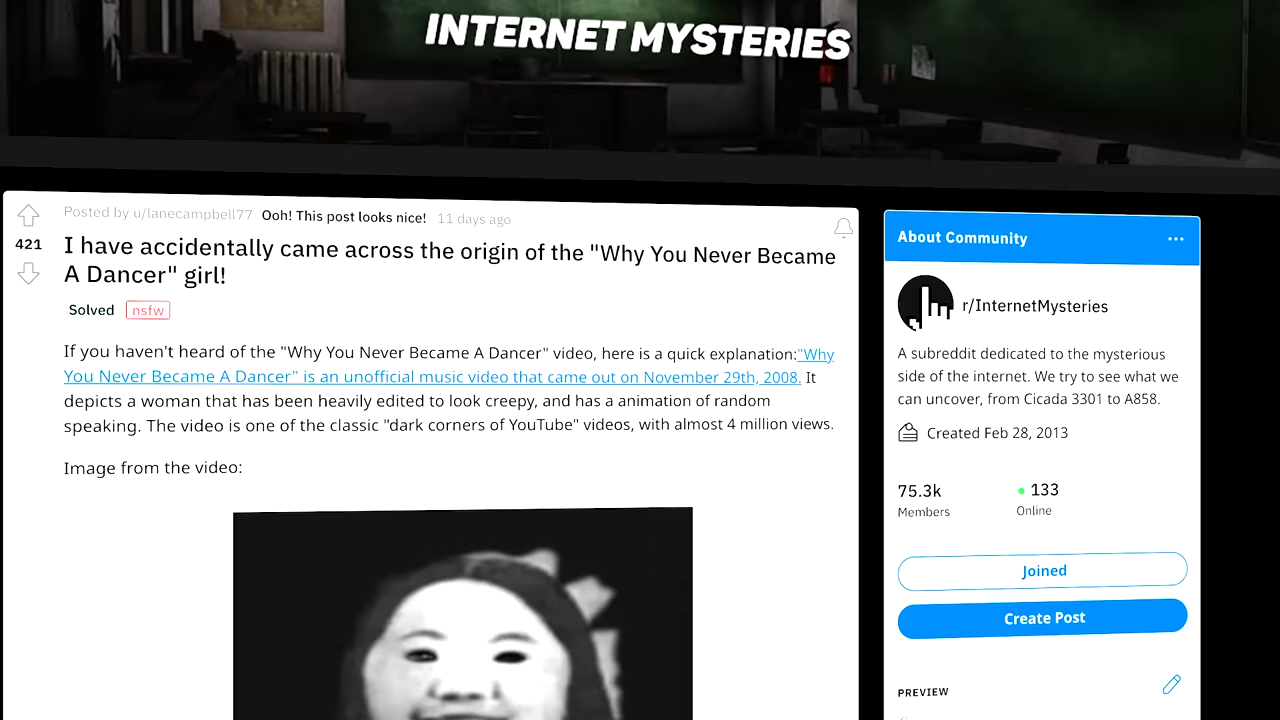 INTERNET MYSTERIES
Posted by u/lanecampbell77 Ooh! This post looks nice! 11 days ago
421
I have accidentally came across the origin of the "Why You Never Became
A Dancer" girl!
Solved nsfw
If you haven't heard of the "Why You Never Became A Dancer" video, here is a quick explanation:"Why
You Never Became A Dancer" is an unofficial music video that came out on November 29th, 2008. It
depicts a woman that has been heavily edited to look creepy, and has a animation of random
speaking. The video is one of the classic "dark corners of YouTube" videos, with almost 4 million views.
Image from the video:
About Community
r/InternetMysteries
A subreddit dedicated to the mysterious
side of the internet. We try to see what we
can uncover, from Cicada 3301 to A858.
Created Feb 28, 2013
75.3k 133
Members Online
Joined
Create Post
PREVIEW